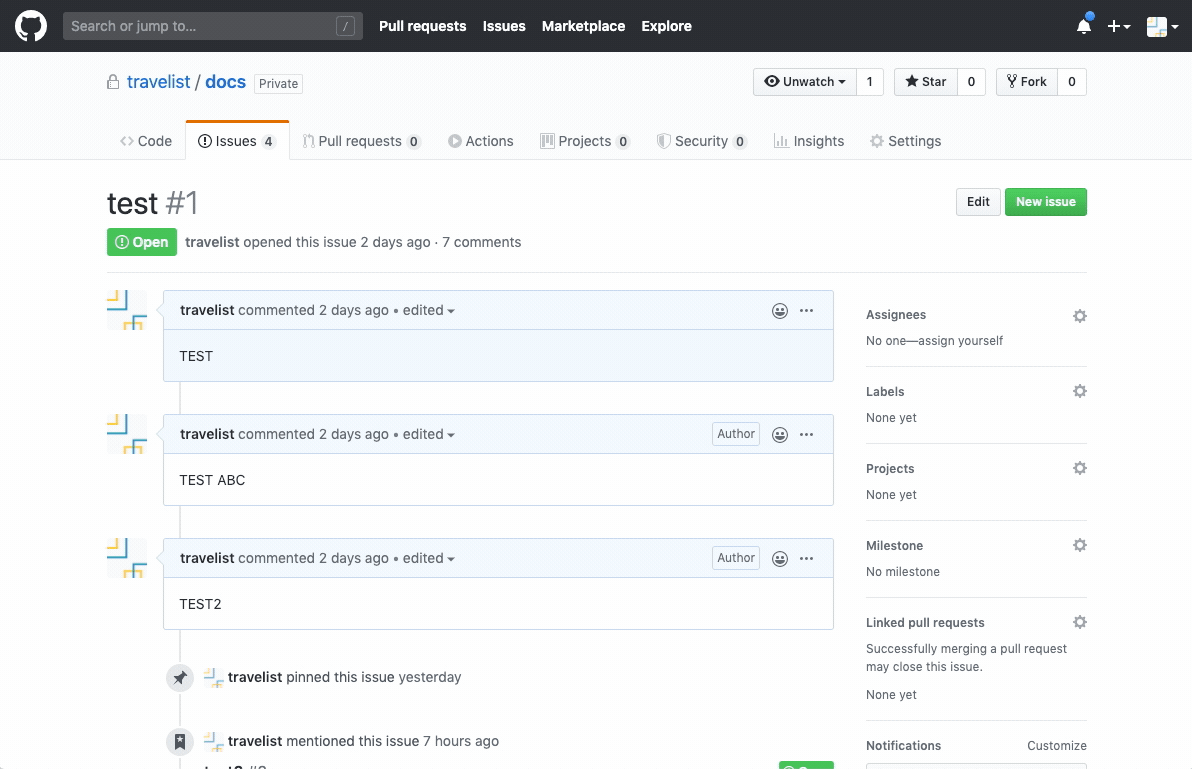 Search or jump to... /
Pull requests Issues Marketplace Explore
travelist / docs Private
Unwatch 1 Star 0 Fork 0
Code Issues 4 Pull requests 0 Actions Projects 0 Security 0 Insights Settings
test #1
Edit New issue
Open travelist opened this issue 2 days ago · 7 comments
travelist commented 2 days ago • edited
TEST
travelist commented 2 days ago • edited Author
TEST ABC
travelist commented 2 days ago • edited Author
TEST2
travelist pinned this issue yesterday
travelist mentioned this issue 7 hours ago
Assignees
No one—assign yourself
Labels
None yet
Projects
None yet
Milestone
No milestone
Linked pull requests
Successfully merging a pull request
may close this issue.
None yet
Notifications Customize